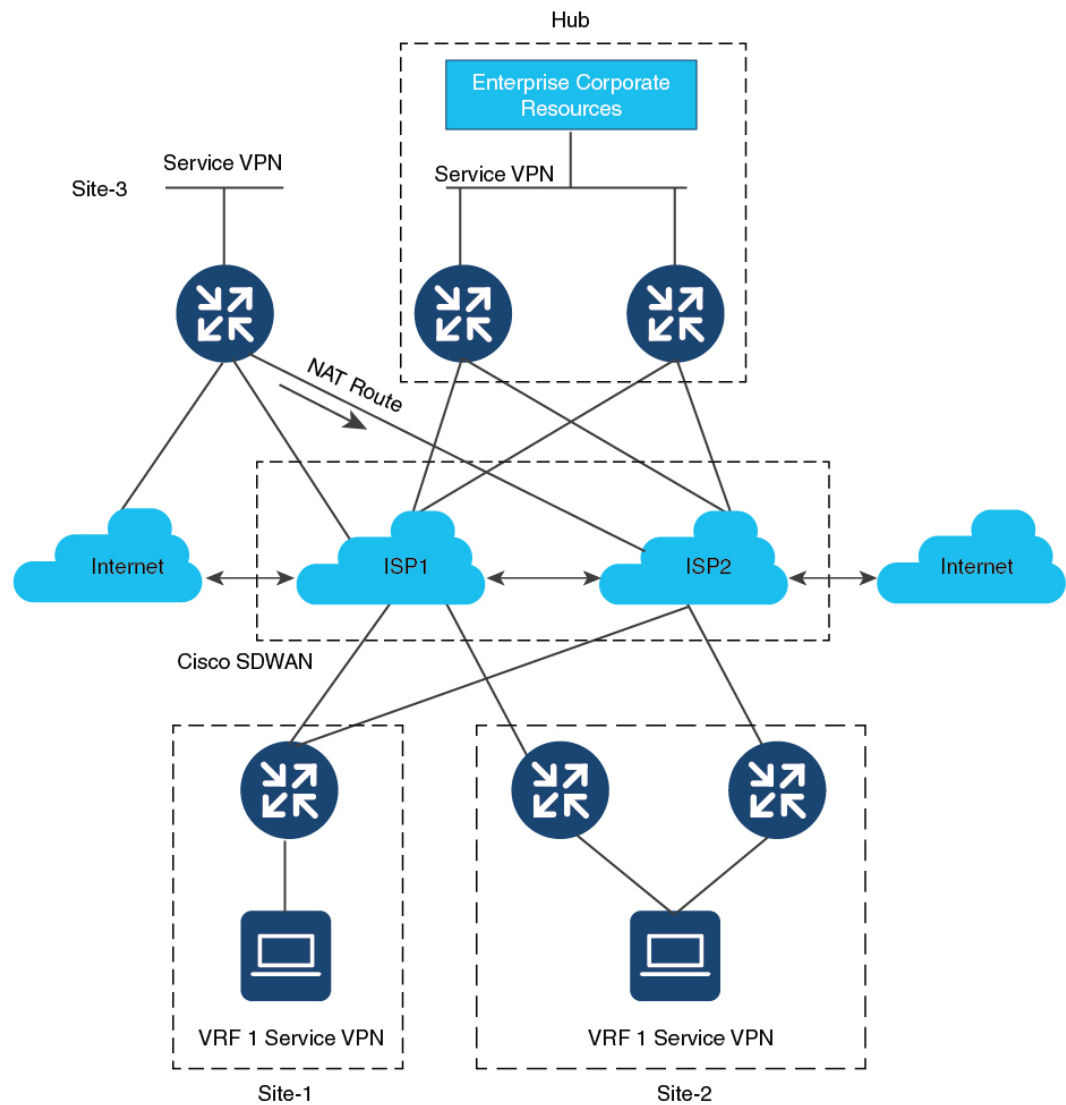 Hub
Enterprise Corporate
Resources
Service VPN
Site-3
Service VPN
NAT Route
Internet
ISP1
ISP2
Internet
Cisco SDWAN
VRF 1 Service VPN
VRF 1 Service VPN
Site-1
Site-2